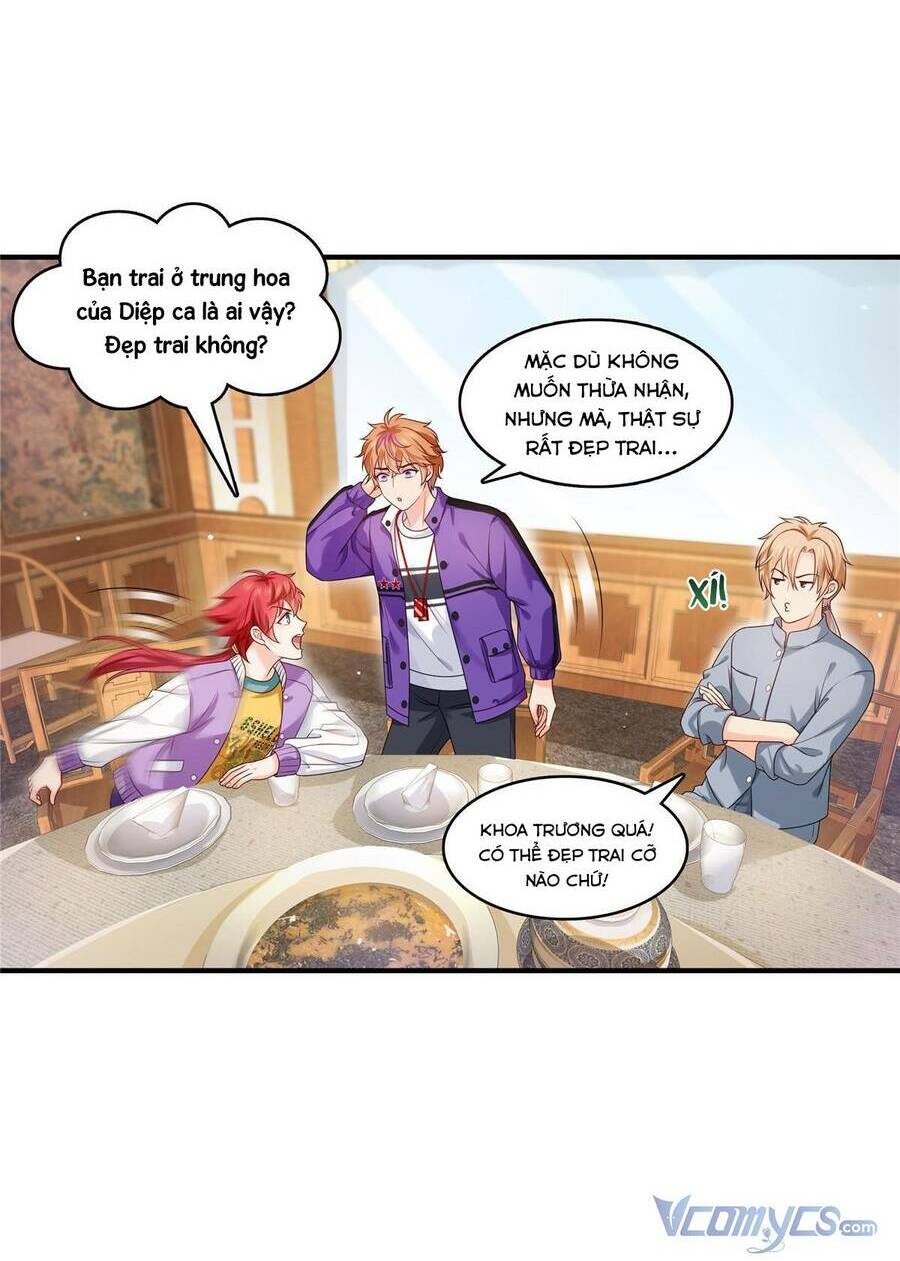 Bạn trai ở trung hoa
của Diệp ca là ai vậy?
Đẹp trai không?
MẶC DÙ KHÔNG
MUỐN THỪA NHẬN,
NHƯNG MÀ, THẬT SỰ
RẤT ĐẸP TRAI...
XÍ!
KHOA TRƯƠNG QUÁ!
CÓ THỂ ĐẸP TRAI CỠ
NÀO CHỨ!
VCOMYCS.com